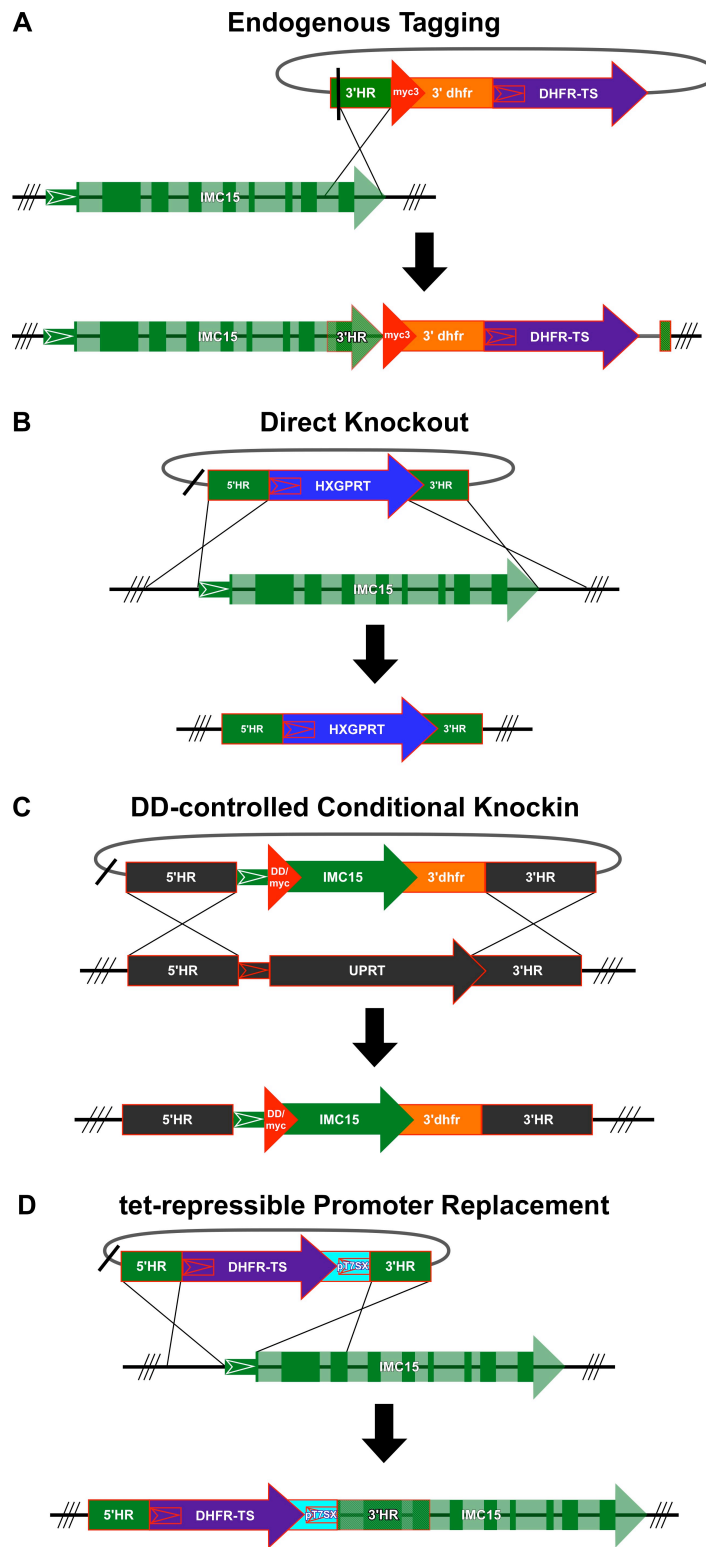 A Endogenous Tagging
3'HR myc3 3' dhfr DHFR-TS
IMC15
IMC15 3'HR myc3 3' dhfr DHFR-TS
B Direct Knockout
5'HR HXGPRT 3'HR
IMC15
5'HR HXGPRT 3'HR
C DD-controlled Conditional Knockin
5'HR DD/ IMC15 3'dhfr 3'HR
myc
5'HR UPRT 3'HR
5'HR DD/ IMC15 3'dhfr 3'HR
myc
D tet-repressible Promoter Replacement
5'HR DHFR-TS pT7SX 3'HR
IMC15
5'HR DHFR-TS pT7SX 3'HR IMC15